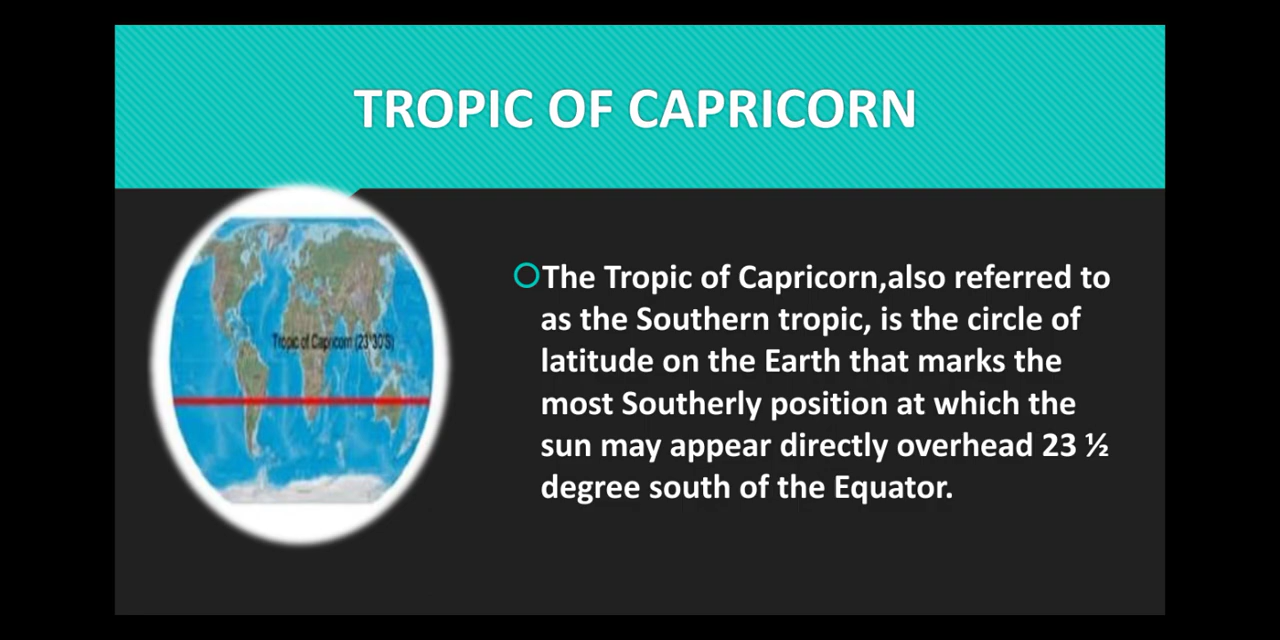 TROPIC OF CAPRICORN
Tropic of Capricorn (23°30'S)
The Tropic of Capricorn,also referred to
as the Southern tropic, is the circle of
latitude on the Earth that marks the
most Southerly position at which the
sun may appear directly overhead 23 ½
degree south of the Equator.